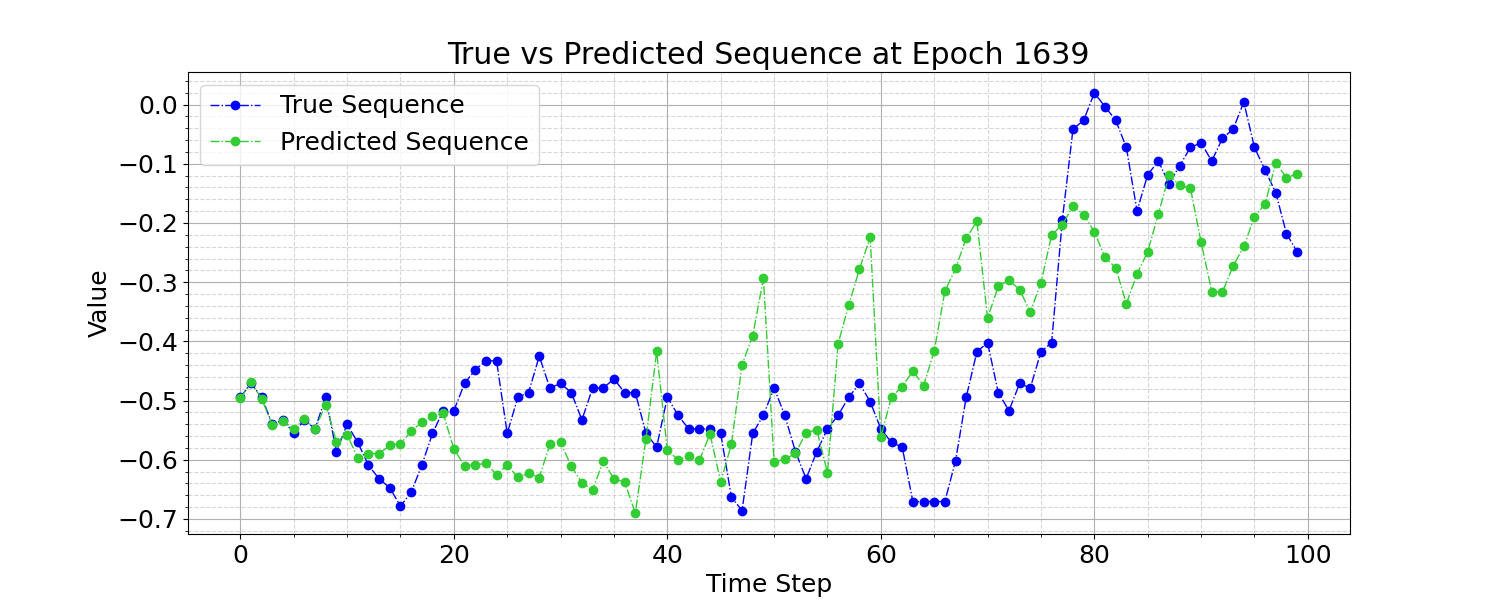 True vs Predicted Sequence at Epoch 1639
True Sequence
Predicted Sequence
Value
0.0
−0.1
−0.2
−0.3
−0.4
−0.5
−0.6
−0.7
0 20 40 60 80 100
Time Step